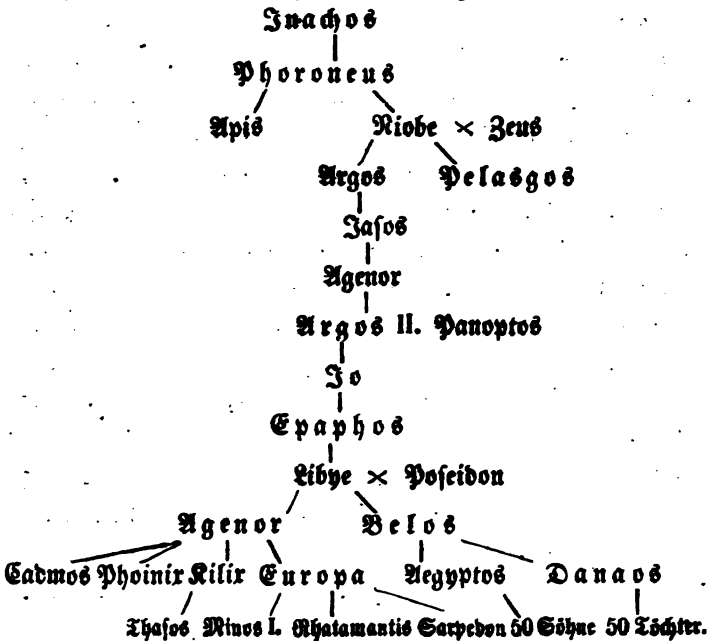 Inachos
Phoroneus
Apis Niobe × Zeus
Argos Pelasgos
Jasos
Agenor
Argos II. Panoptos
Jo
Epaphos
Libye × Poseidon
Agenor Belos
Cadmos Phoinix Kilix Europa Aegyptos Danaos
Thasos Minos I. Rhatamantis Sarpedon 50 Söhne 50 Töchter.